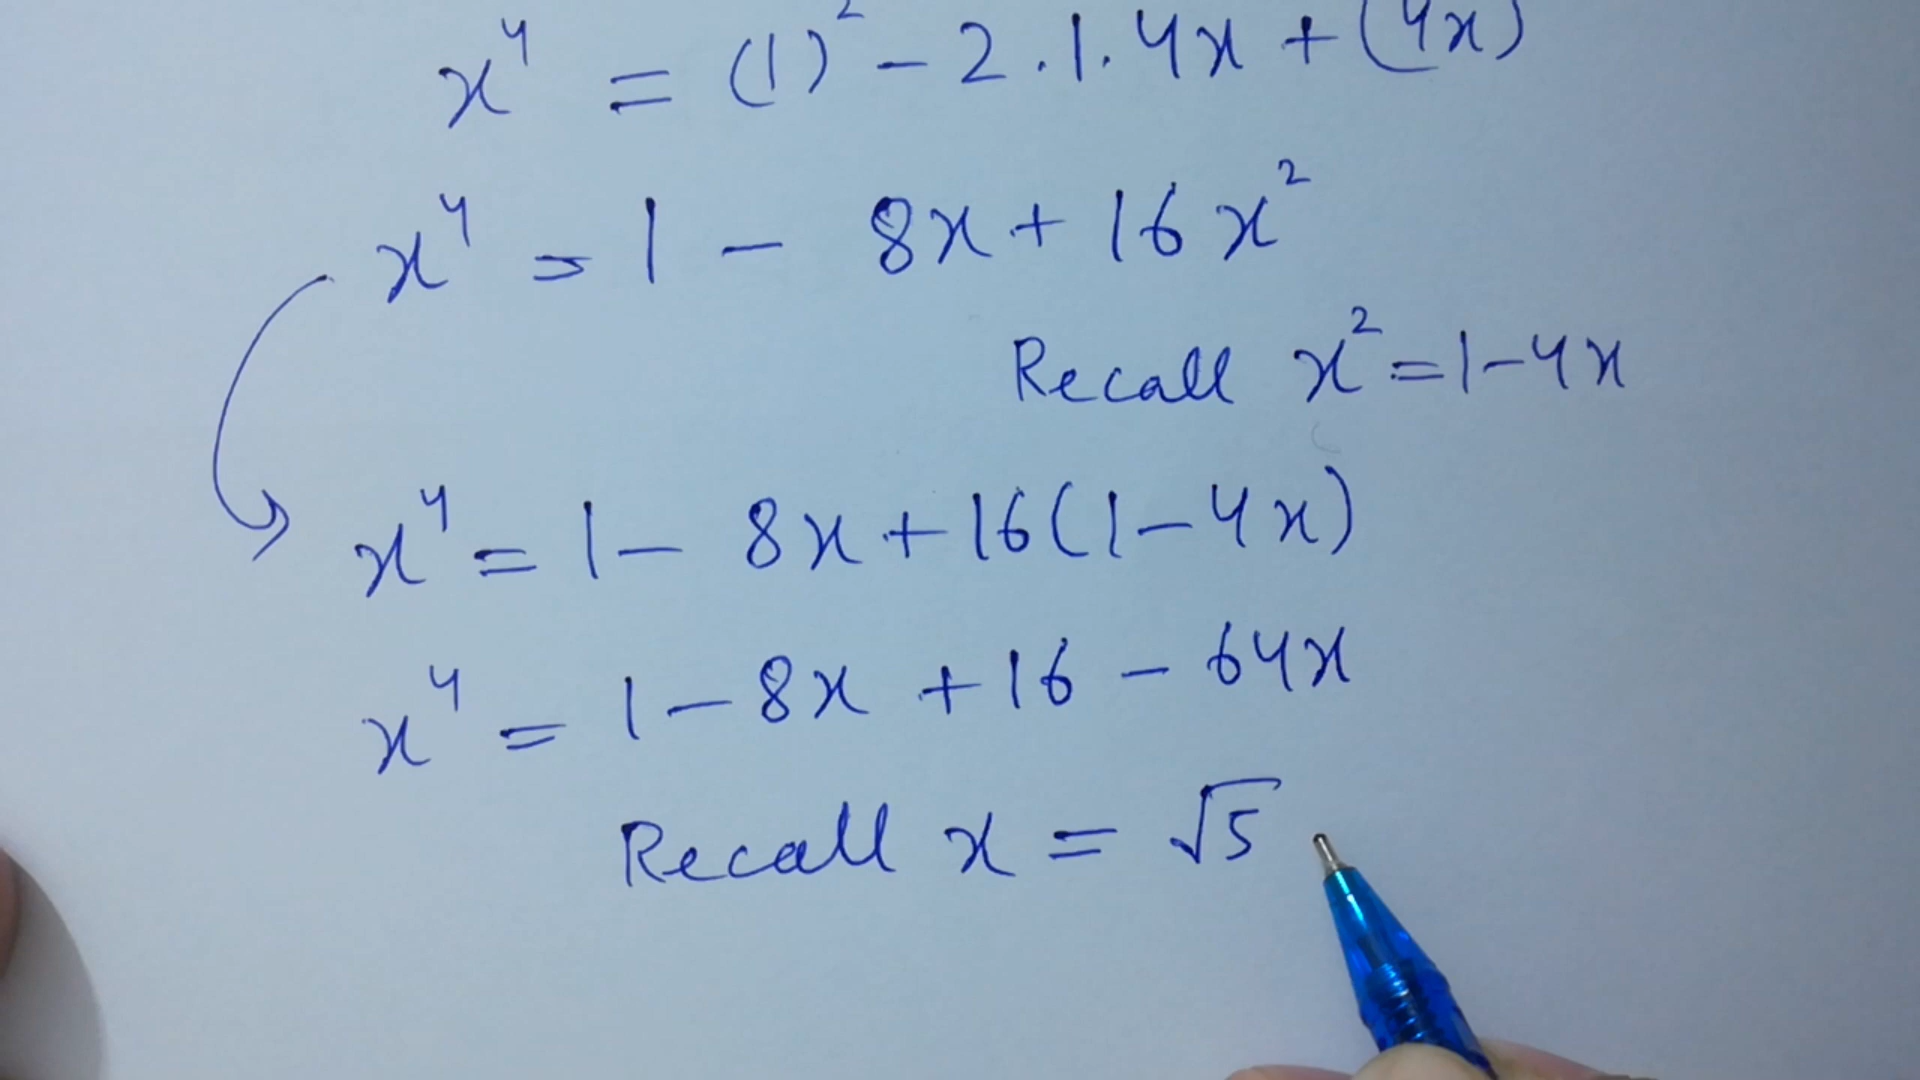 x⁴ = (1)² - 2.1.4x + (4x)
x⁴ = 1 - 8x + 16x²
Recall x² = 1-4x
x⁴ = 1 - 8x + 16(1-4x)
x⁴ = 1 - 8x + 16 - 64x
Recall x = √5